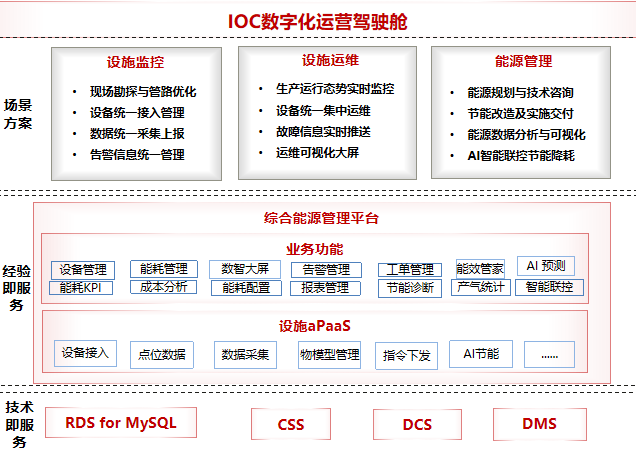 IOC数字化运营驾驶舱
场景
方案
设施监控
• 现场勘探与管路优化
• 设备统一接入管理
• 数据统一采集上报
• 告警信息统一管理
设施运维
• 生产运行态势实时监控
• 设备统一集中运维
• 故障信息实时推送
• 运维可视化大屏
能源管理
• 能源规划与技术咨询
• 节能改造及实施交付
• 能源数据分析与可视化
• AI智能联控节能降耗
经验
即服
务
综合能源管理平台
业务功能
设备管理 能耗管理 数智大屏 告警管理 工单管理 能效管家 AI 预测
能耗KPI 成本分析 能耗配置 报表管理 节能诊断 产气统计 智能联控
设施aPaaS
设备接入 点位数据 数据采集 物模型管理 指令下发 AI节能 ......
技术
即服
务
RDS for MySQL CSS DCS DMS